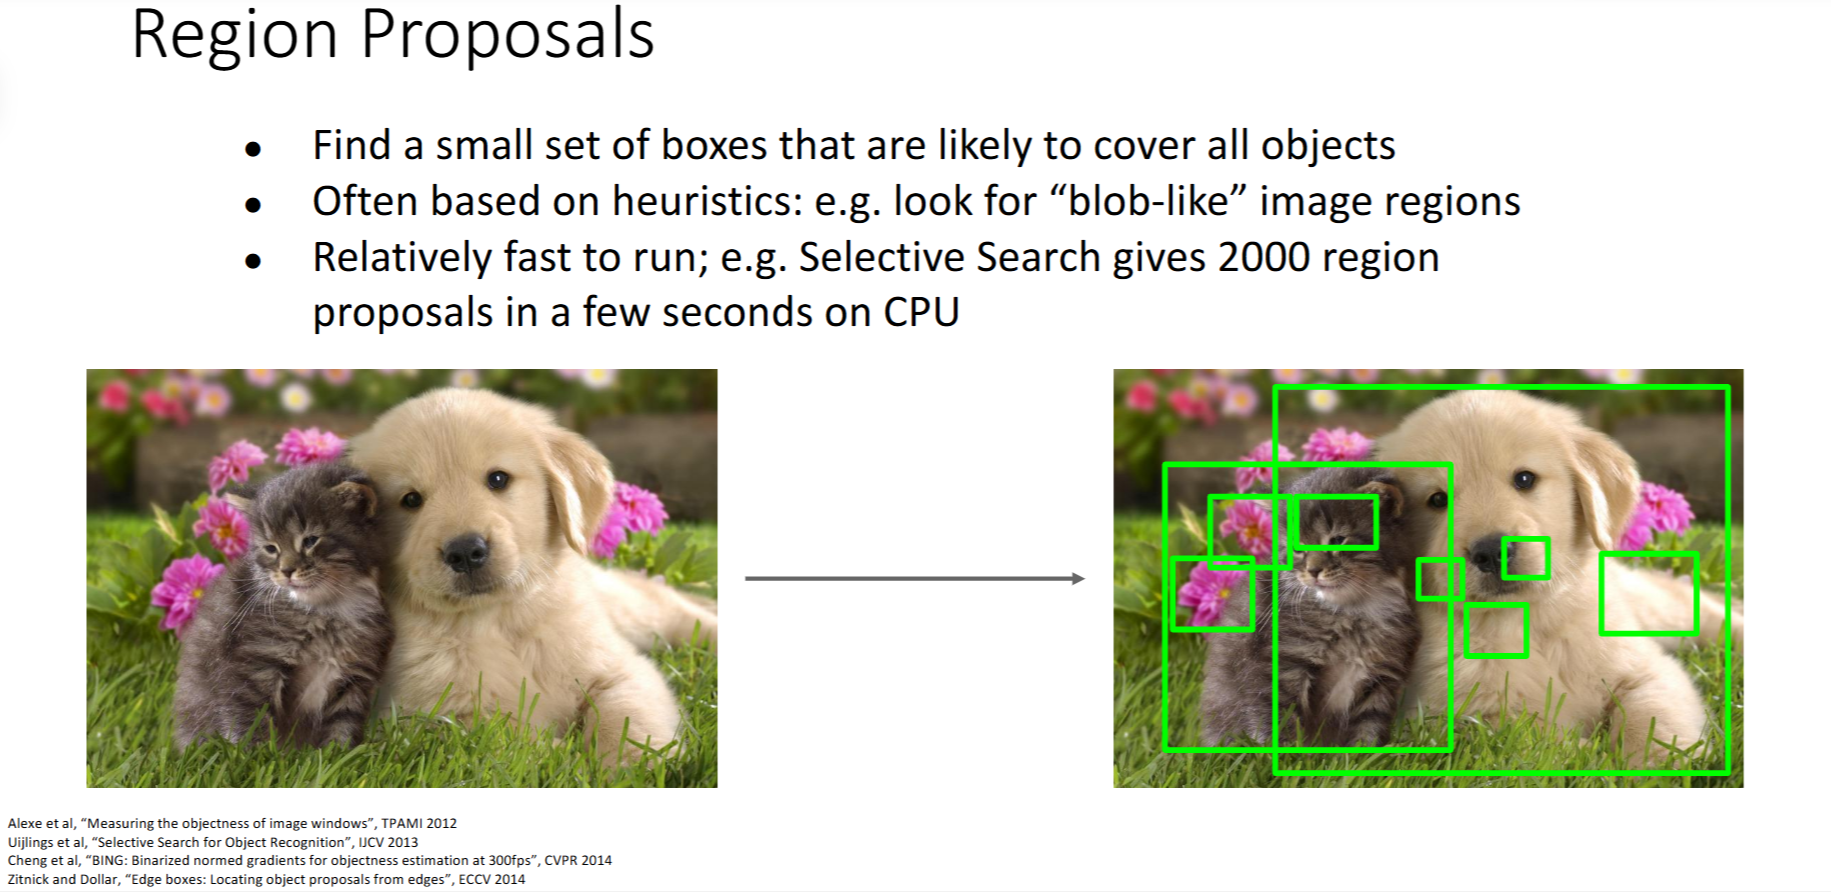 Region Proposals
● Find a small set of boxes that are likely to cover all objects
● Often based on heuristics: e.g. look for “blob-like” image regions
● Relatively fast to run; e.g. Selective Search gives 2000 region
proposals in a few seconds on CPU
Alexe et al, “Measuring the objectness of image windows”, TPAMI 2012
Uijlings et al, “Selective Search for Object Recognition”, IJCV 2013
Cheng et al, “BING: Binarized normed gradients for objectness estimation at 300fps”, CVPR 2014
Zitnick and Dollar, “Edge boxes: Locating object proposals from edges”, ECCV 2014